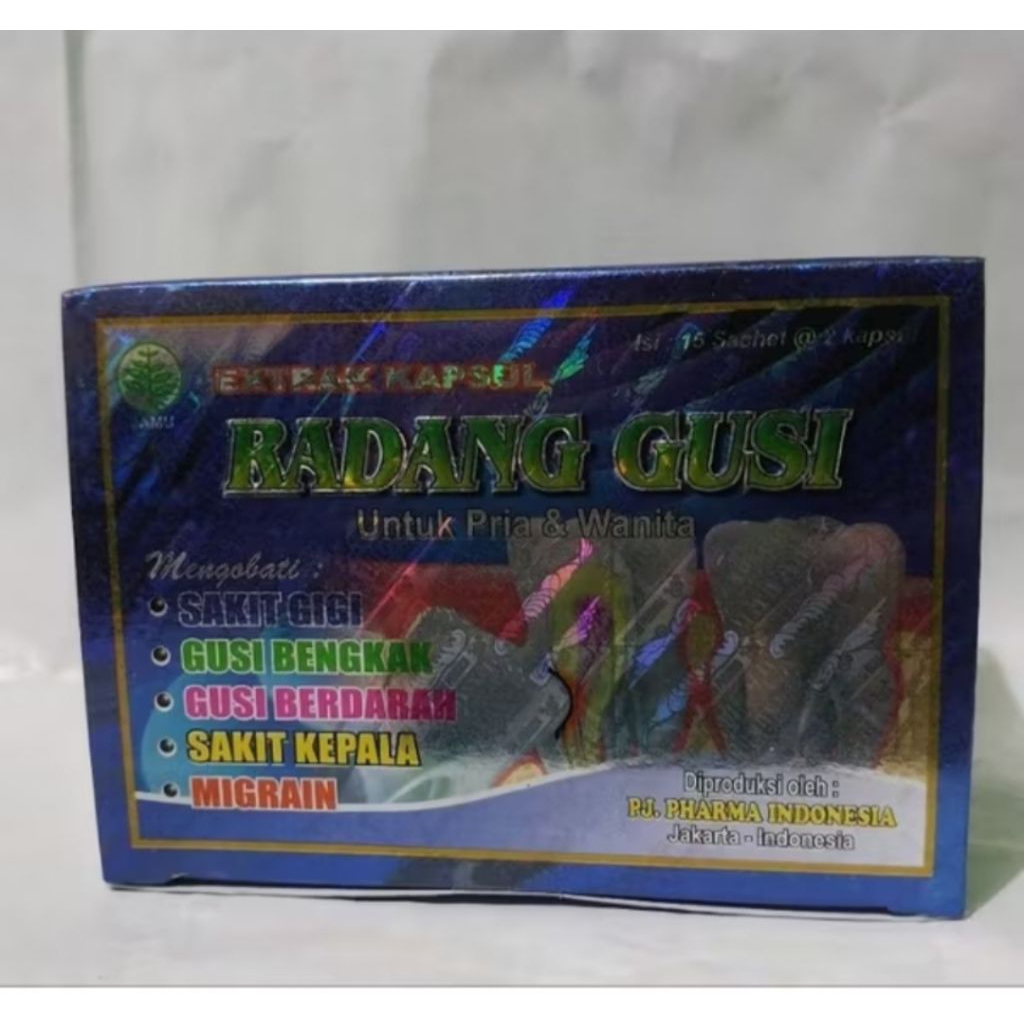 Isi : 15 Sachet @ 2 kapsul
EXTRAK KAPSUL
JAMU
RADANG GUSI
Untuk Pria & Wanita
Mengobati :
• SAKIT GIGI
• GUSI BENGKAK
• GUSI BERDARAH
• SAKIT KEPALA
• MIGRAIN
Diproduksi oleh :
P.J. PHARMA INDONESIA
Jakarta - Indonesia